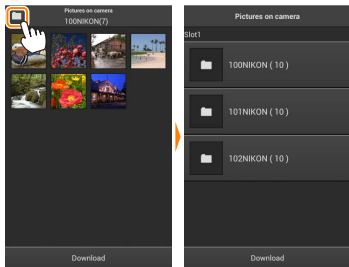 Pictures on camera
100NIKON(7)
Download
Pictures on camera
Slot1
100NIKON ( 10 )
101NIKON ( 10 )
102NIKON ( 10 )
Download